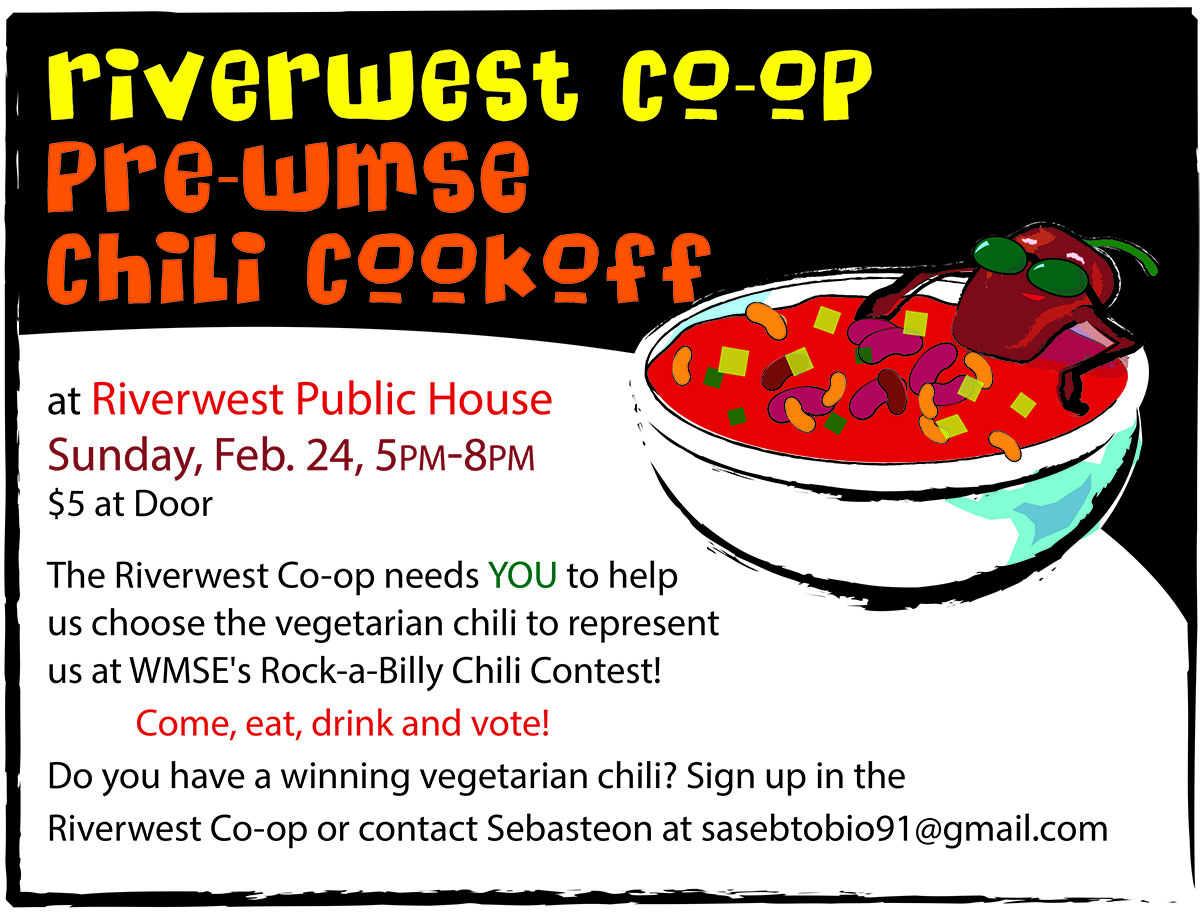 Riverwest Co-op
Pre-WMSE
Chili Cookoff
at Riverwest Public House
Sunday, Feb. 24, 5PM-8PM
$5 at Door
The Riverwest Co-op needs YOU to help
us choose the vegetarian chili to represent
us at WMSE's Rock-a-Billy Chili Contest!
Come, eat, drink and vote!
Do you have a winning vegetarian chili? Sign up in the
Riverwest Co-op or contact Sebasteon at sasebtobio91@gmail.com